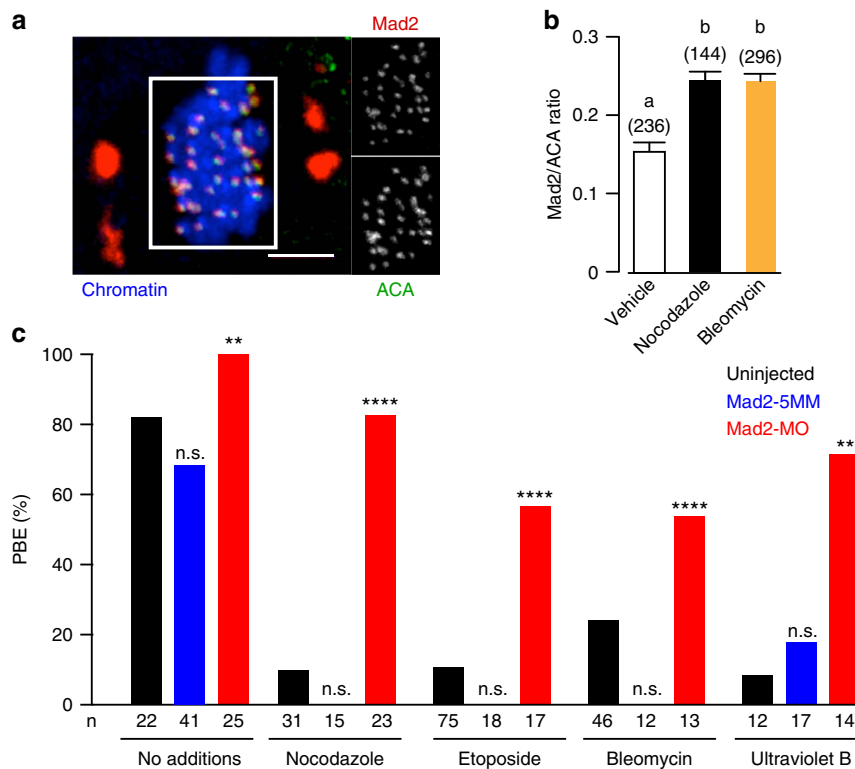 a
Mad2
Chromatin
ACA
b
Mad2/ACA ratio
0.3
0.2
0.1
0
a
(236)
b
(144)
b
(296)
Vehicle
Nocodazole
Bleomycin
c
Uninjected
Mad2-5MM
Mad2-MO
PBE (%)
100
80
60
40
20
0
n.s.
**
n.s.
****
n.s.
****
n.s.
****
n.s.
**
n 22 41 25 31 15 23 75 18 17 46 12 13 12 17 14
No additions Nocodazole Etoposide Bleomycin Ultraviolet B